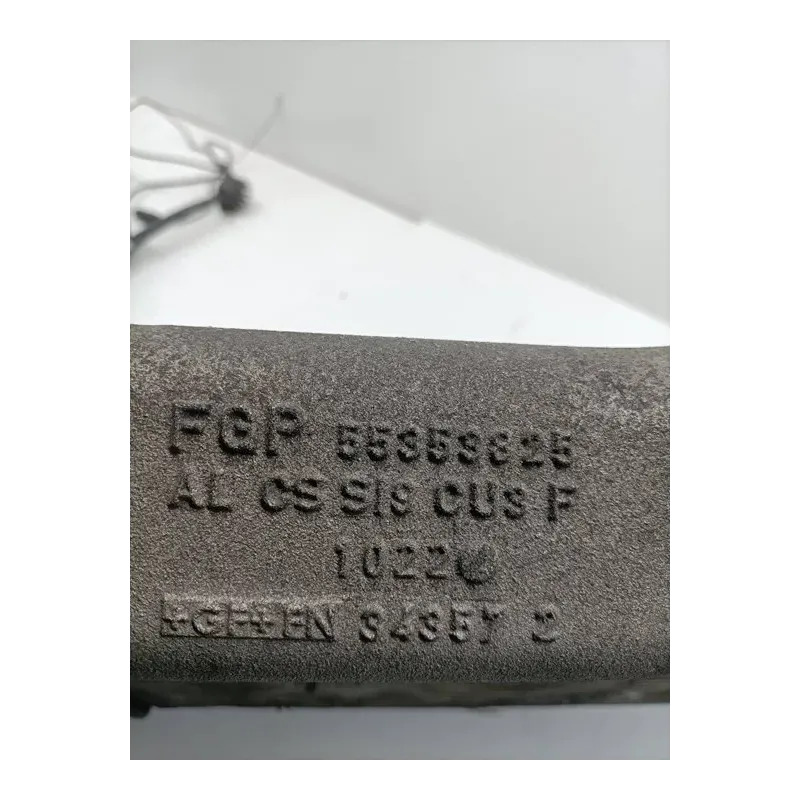 FGP 55353825
AL CS SI9 CU3 F
1022
+GF+EN 34357 D